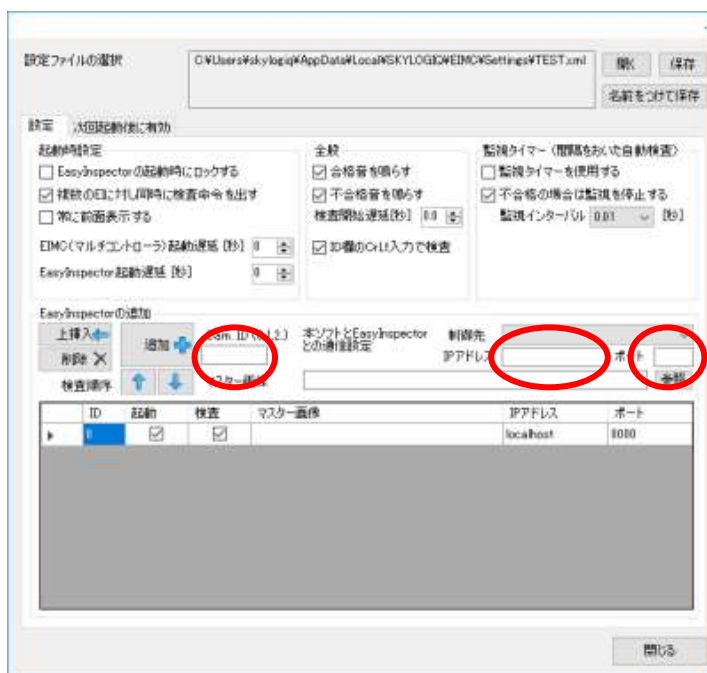 設定ファイルの選択
C:¥Users¥skylogiq¥AppData¥Local¥SKYLOGIQ¥EIMC¥Settings¥TEST.xml
開く
保存
名前をつけて保存
設定
次回起動後に有効
起動時設定
全般
監視タイマー（間隔をおいた自動検査）
EasyInspectorの起動時にロックする
合格音を鳴らす
監視タイマーを使用する
複数のEIに対し同時に検査命令を出す
不合格音を鳴らす
不合格の場合は監視を停止する
常に前面表示する
検査開始遅延[秒]
0.0
監視インターバル
0.01
[秒]
EIMC(マルチコントローラ)起動遅延 [秒]
0
ID欄のCrLf入力で検査
EasyInspector起動遅延 [秒]
0
EasyInspectorの追加
上挿入
追加
本ソフトとEasyInspector
との通信設定
制御先
削除
IPアドレス
ポート
検査順序
参照
ID
起動
検査
マスター画像
IPアドレス
ポート
localhost
閉じる